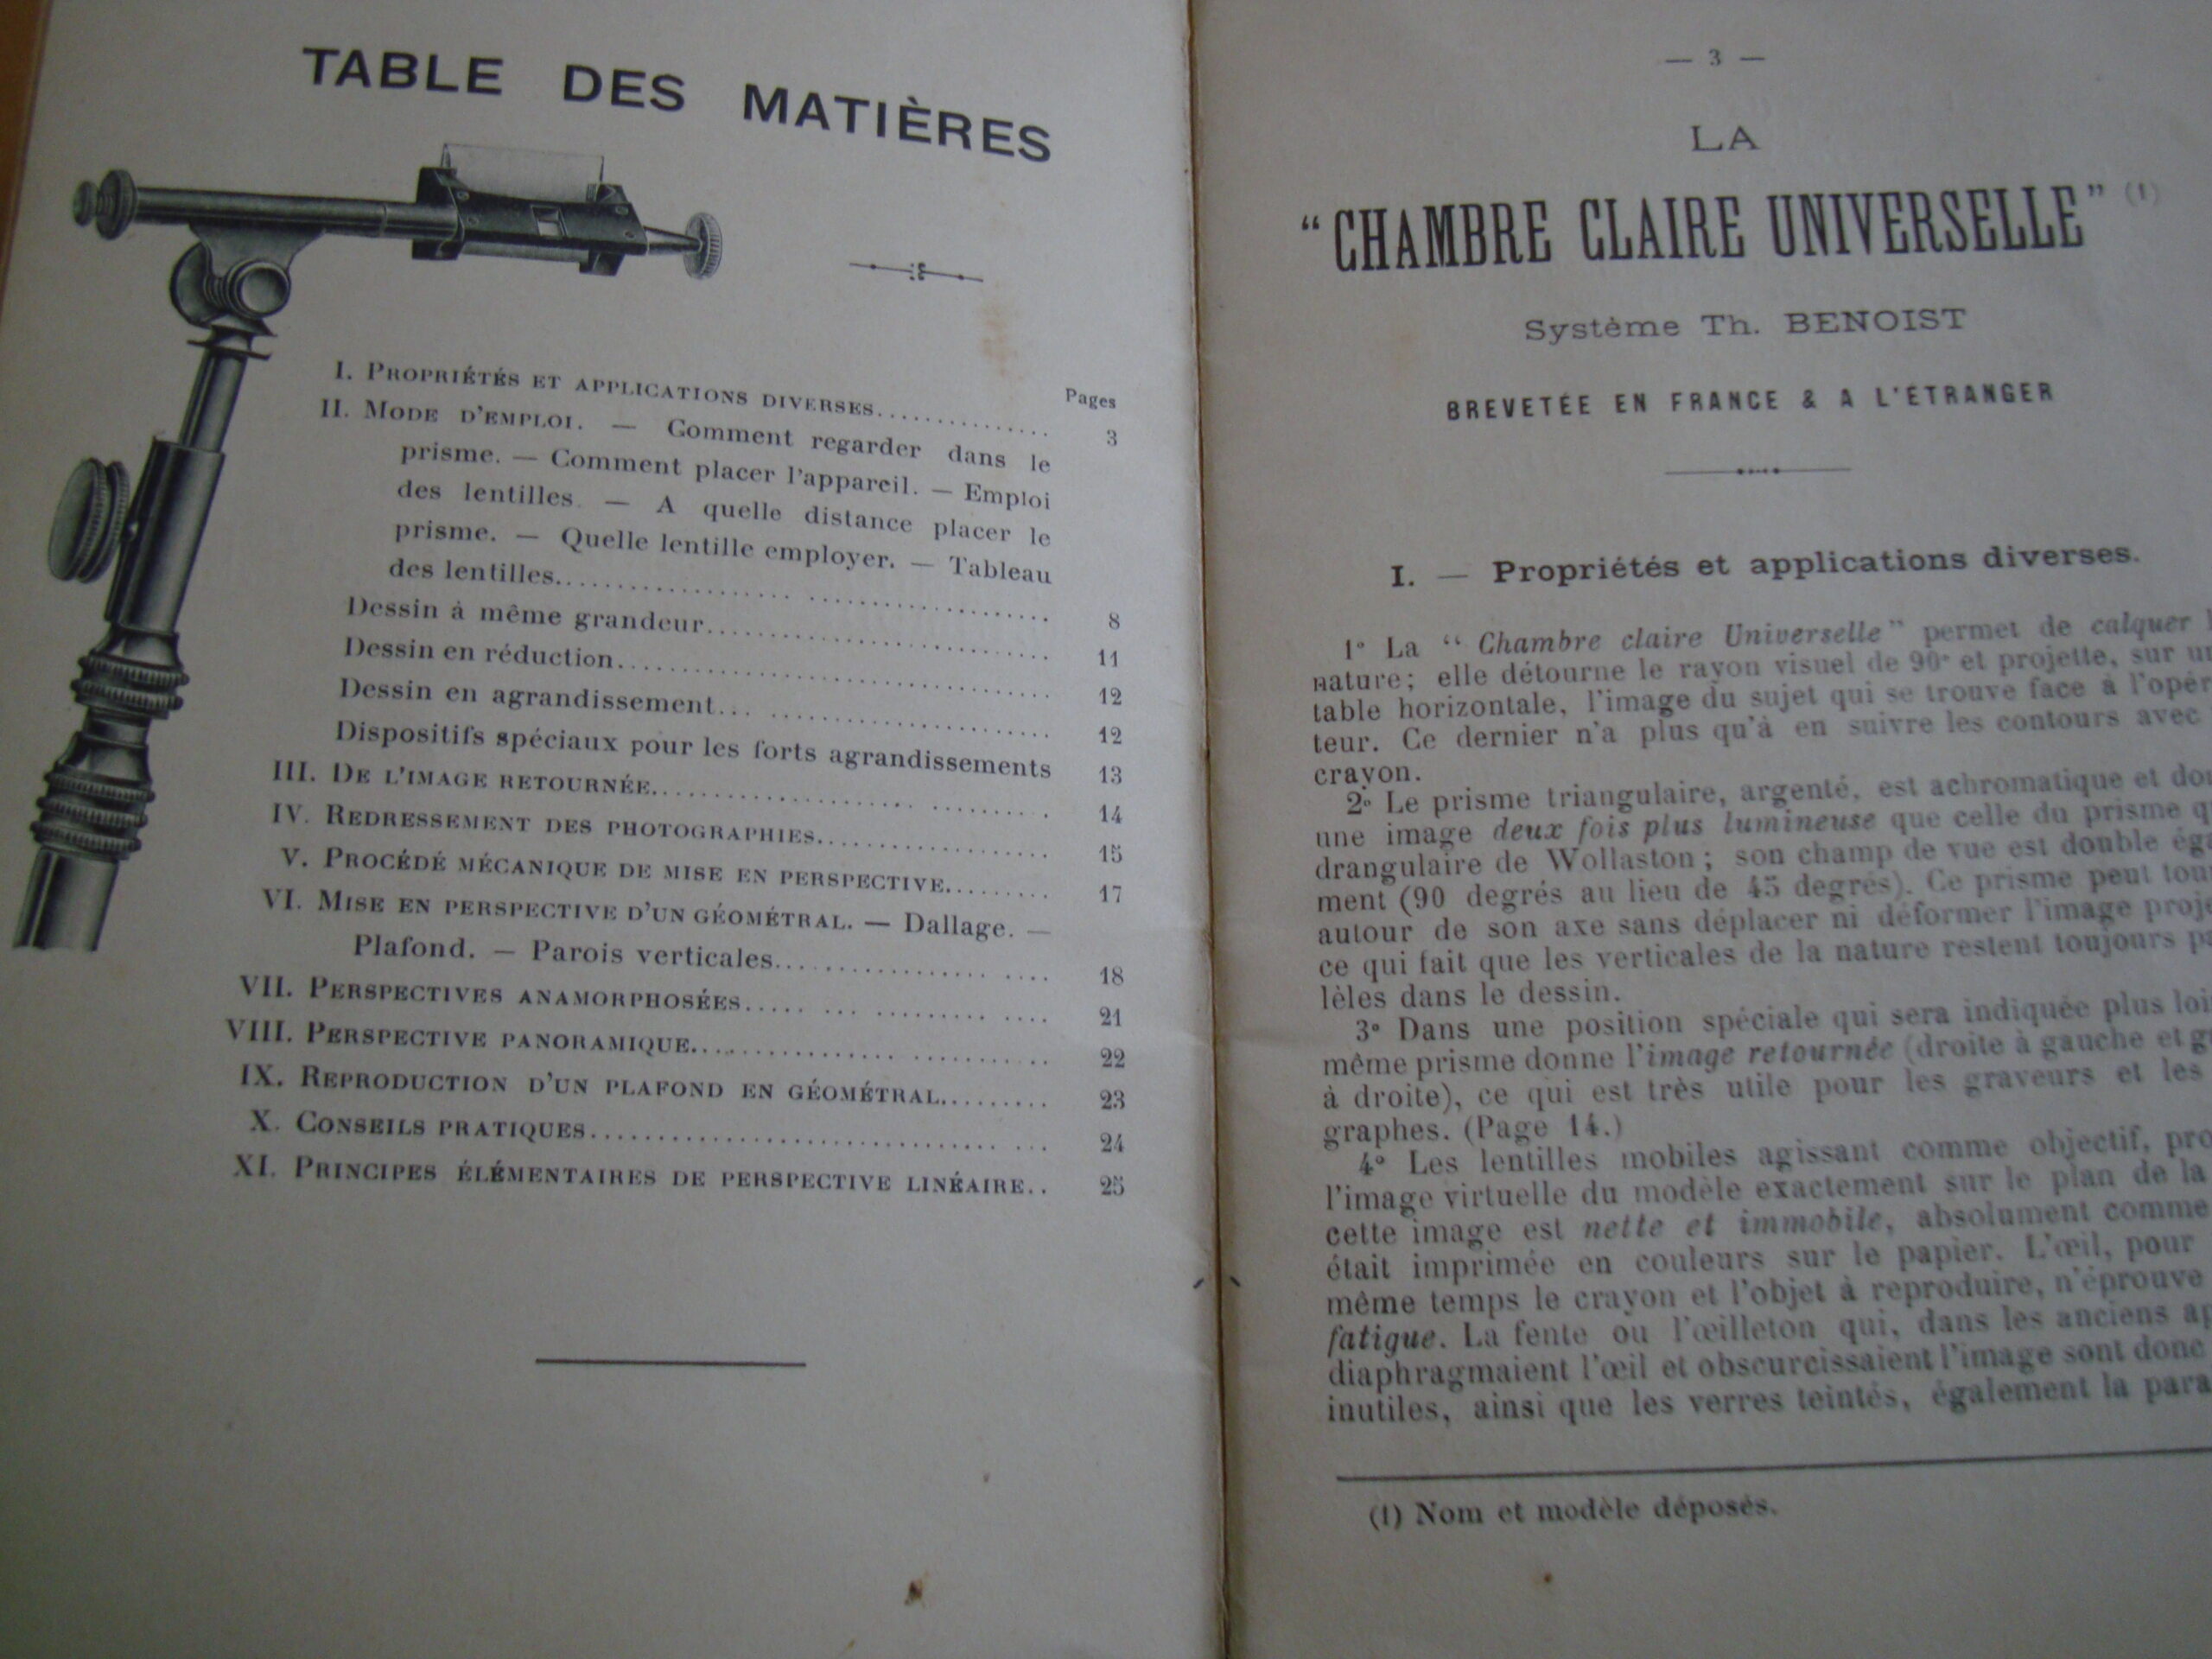 TABLE DES MATIÈRES
Pages
I. PROPRIÉTÉS ET APPLICATIONS DIVERSES.............. 3
II. MODE D'EMPLOI. — Comment regarder dans le
prisme. — Comment placer l'appareil. — Emploi
des lentilles. — A quelle distance placer le
prisme. — Quelle lentille employer. — Tableau
des lentilles...................................... 8
Dessin à même grandeur............................. 11
Dessin en réduction................................ 12
Dessin en agrandissement... ....................... 12
Dispositifs spéciaux pour les forts agrandissements 13
III. DE L'IMAGE RETOURNÉE.................... ......... 14
IV. REDRESSEMENT DES PHOTOGRAPHIES.................... 15
V. PROCÉDÉ MÉCANIQUE DE MISE EN PERSPECTIVE......... 17
VI. MISE EN PERSPECTIVE D'UN GÉOMÉTRAL. — Dallage. —
Plafond. — Parois verticales................. .... 18
VII. PERSPECTIVES ANAMORPHOSÉES..... ... ......... .... 21
VIII. PERSPECTIVE PANORAMIQUE.................. ........... 22
IX. REPRODUCTION D'UN PLAFOND EN GÉOMÉTRAL......... 23
X. CONSEILS PRATIQUES............................... ... 24
XI. PRINCIPES ÉLÉMENTAIRES DE PERSPECTIVE LINÉAIRE.. 25
— 3 —
LA
“CHAMBRE CLAIRE UNIVERSELLE” (1)
Système Th. BENOIST
BREVETÉE EN FRANCE & A L'ÉTRANGER
I. — Propriétés et applications diverses.
1° La “ Chambre claire Universelle” permet de calquer
nature; elle détourne le rayon visuel de 90° et projette, sur
table horizontale, l'image du sujet qui se trouve face à l'opér
teur. Ce dernier n'a plus qu'à en suivre les contours avec
crayon.
2° Le prisme triangulaire, argenté, est achromatique et
une image deux fois plus lumineuse que celle du prisme
drangulaire de Wollaston; son champ de vue est double
ment (90 degrés au lieu de 45 degrés). Ce prisme peut
autour de son axe sans déplacer ni déformer l'image
ce qui fait que les verticales de la nature restent toujours
lèles dans le dessin.
3° Dans une position spéciale qui sera indiquée plus
même prisme donne l'image retournée (droite à gauche et
à droite), ce qui est très utile pour les graveurs et les
graphes. (Page 14.)
4° Les lentilles mobiles agissant comme objectif,
l'image virtuelle du modèle exactement sur le plan de la
cette image est nette et immobile, absolument comme
était imprimée en couleurs sur le papier. L'œil, pour
même temps le crayon et l'objet à reproduire, n'éprouve
fatigue. La fente ou l'œilleton qui, dans les anciens
diaphragmaient l'œil et obscurcissaient l'image sont donc
inutiles, ainsi que les verres teintés, également la para
(1) Nom et modèle déposés.